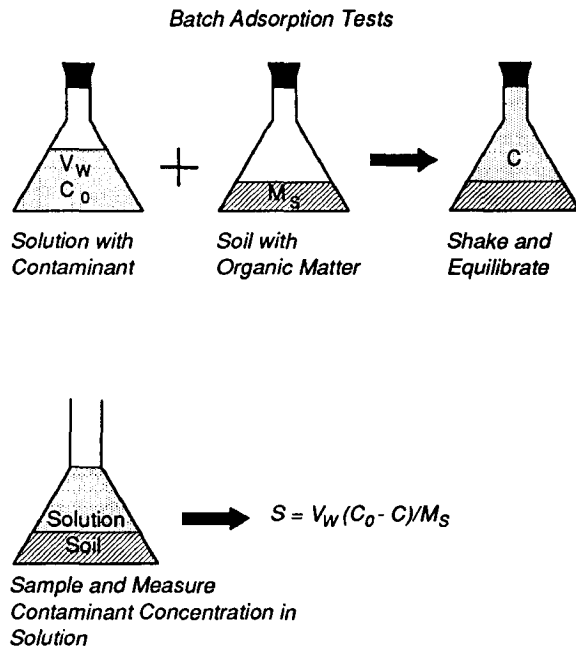 Batch Adsorption Tests
V_W
C_0
+
M_S
C
Solution with
Contaminant
Soil with
Organic Matter
Shake and
Equilibrate
Solution
Soil
S = V_W (C_0 - C)/M_S
Sample and Measure
Contaminant Concentration in
Solution